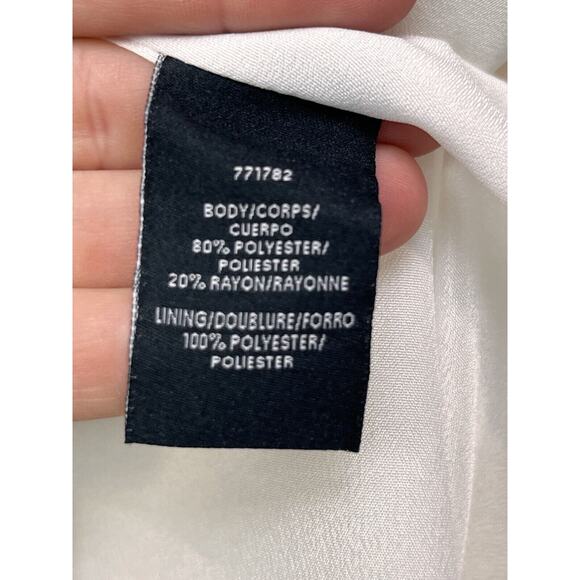 771782
BODY/CORPS/
CUERPO
80% POLYESTER/
POLIESTER
20% RAYON/RAYONNE
LINING/DOUBLURE/FORRO
100% POLYESTER/
POLIESTER